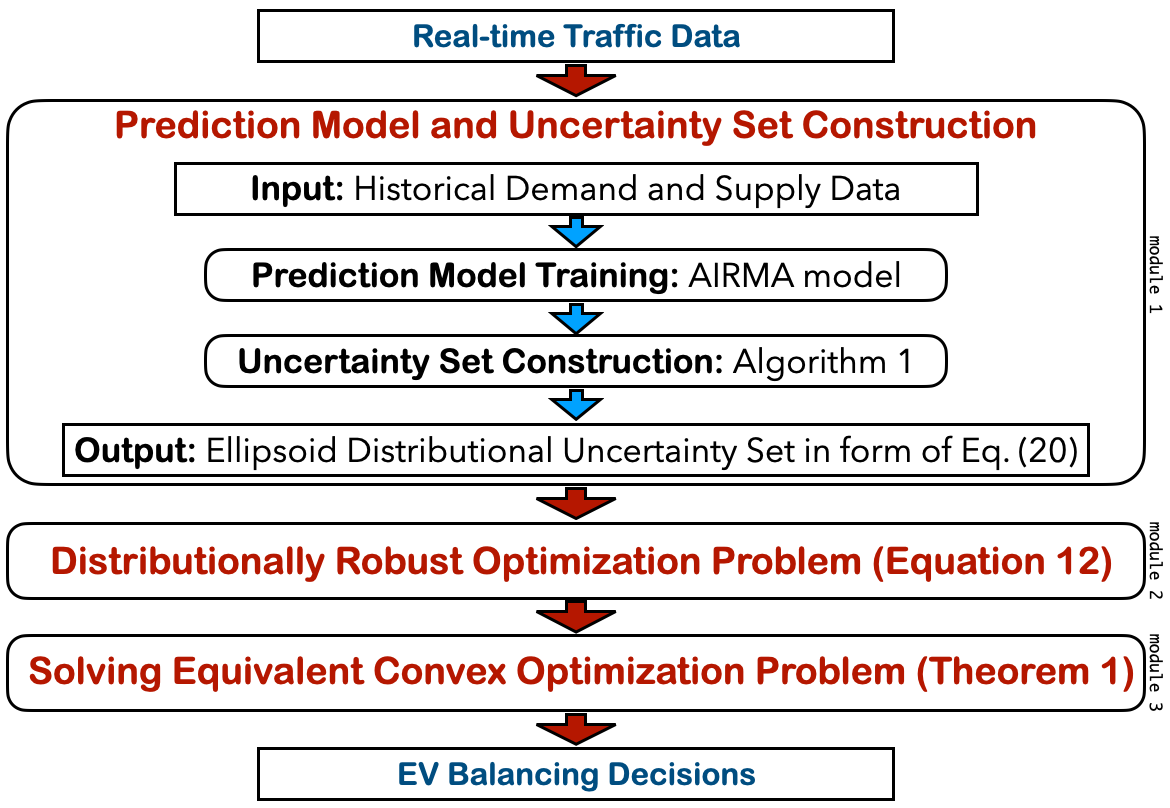 Real-time Traffic Data
Prediction Model and Uncertainty Set Construction
Input: Historical Demand and Supply Data
Prediction Model Training: AIRMA model
Uncertainty Set Construction: Algorithm 1
Output: Ellipsoid Distributional Uncertainty Set in form of Eq. (20)
module 1
Distributionally Robust Optimization Problem (Equation 12)
module 2
Solving Equivalent Convex Optimization Problem (Theorem 1)
module 3
EV Balancing Decisions